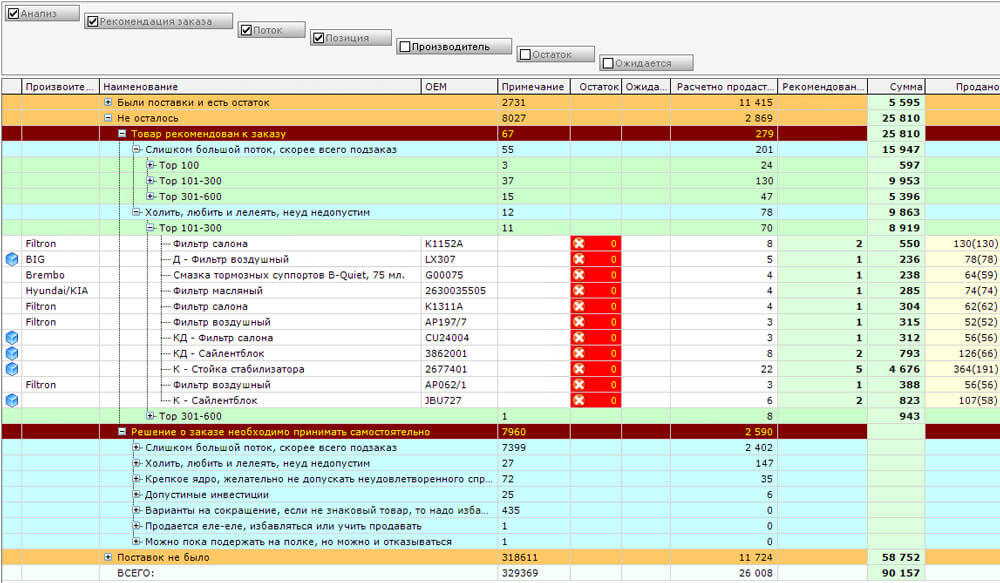 Анализ
Рекомендация заказа
Поток
Позиция
Производитель
Остаток
Ожидается
Произвоите... Наименование OEM Примечание Остаток Ожида... Расчетно продаст... Рекомендован... Сумма Продано
Были поставки и есть остаток 2731 11 415 5 595
Не осталось 8027 2 869 25 810
Товар рекомендован к заказу 67 279 25 810
Слишком большой поток, скорее всего подзаказ 55 201 15 947
Top 100 3 24 597
Top 101-300 37 130 9 953
Top 301-600 15 47 5 396
Холить, любить и лелеять, неуд недопустим 12 78 9 863
Top 101-300 11 70 8 919
Filtron Фильтр салона K1152A 0 8 2 550 130(130)
BIG Д - Фильтр воздушный LX307 0 5 1 236 78(78)
Brembo Смазка тормозных суппортов B-Quiet, 75 мл. G00075 0 4 1 238 64(59)
Hyundai/KIA Фильтр масляный 2630035505 0 4 1 285 74(74)
Filtron Фильтр салона K1311A 0 4 1 304 62(62)
Filtron Фильтр воздушный AP197/7 0 3 1 315 52(52)
КД - Фильтр салона CU24004 0 3 1 312 56(56)
КД - Сайлентблок 3862001 0 8 2 793 126(66)
К - Стойка стабилизатора 2677401 0 22 5 4 676 364(191)
Filtron Фильтр воздушный AP062/1 0 3 1 388 56(56)
К - Сайлентблок JBU727 0 6 2 823 107(58)
Top 301-600 1 8 943
Решение о заказе необходимо принимать самостоятельно 7960 2 590
Слишком большой поток, скорее всего подзаказ 7399 2 402
Холить, любить и лелеять, неуд недопустим 27 147
Крепкое ядро, желательно не допускать неудовлетворенного спр... 72 35
Допустимые инвестиции 25 6
Варианты на сокращение, если не знаковый товар, то надо изба... 435 0
Продается еле-еле, избавляться или учить продавать 1 0
Можно пока подержать на полке, но можно и отказываться 1 0
Поставок не было 318611 11 724 58 752
ВСЕГО: 329369 26 008 90 157